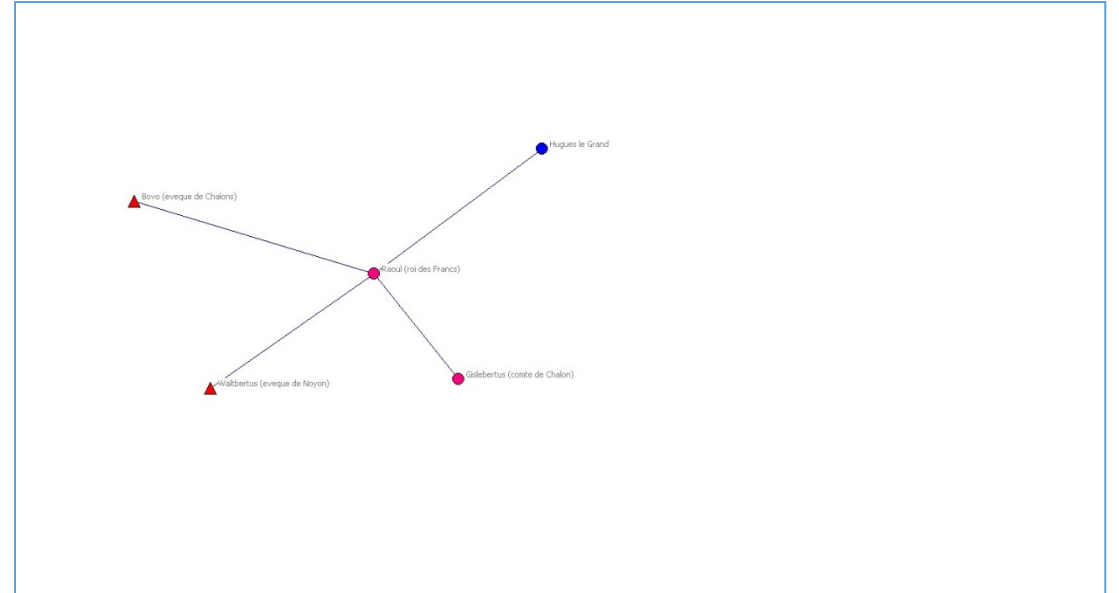 Hugues le Grand
Bovo (eveque de Chalons)
Raoul (roi des Francs)
Gislebertus (comte de Chalon)
Waltbertus (eveque de Noyon)